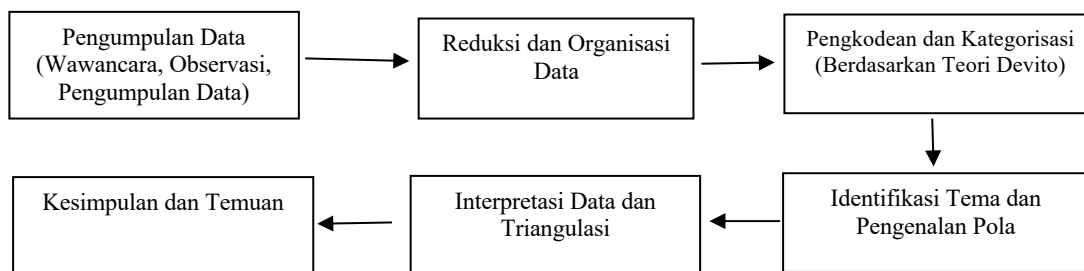 Pengumpulan Data
(Wawancara, Observasi,
Pengumpulan Data)
Reduksi dan Organisasi
Data
Pengkodean dan Kategorisasi
(Berdasarkan Teori Devito)
Identifikasi Tema dan
Pengenalan Pola
Interpretasi Data dan
Triangulasi
Kesimpulan dan Temuan